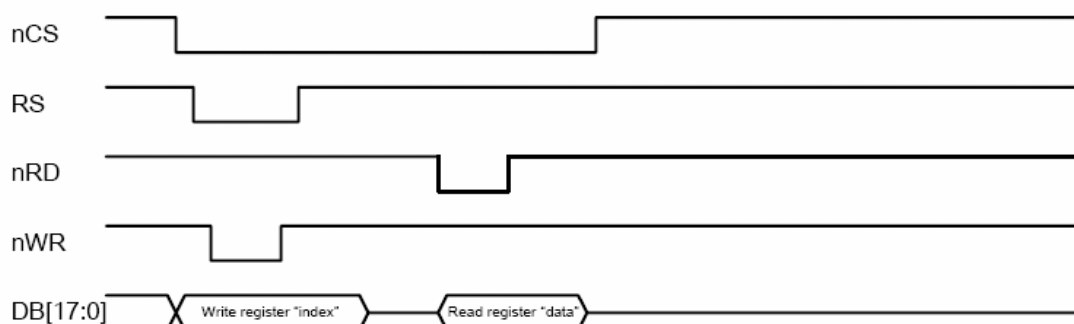 nCS
RS
nRD
nWR
DB[17:0]
Write register "index"
Read register "data"